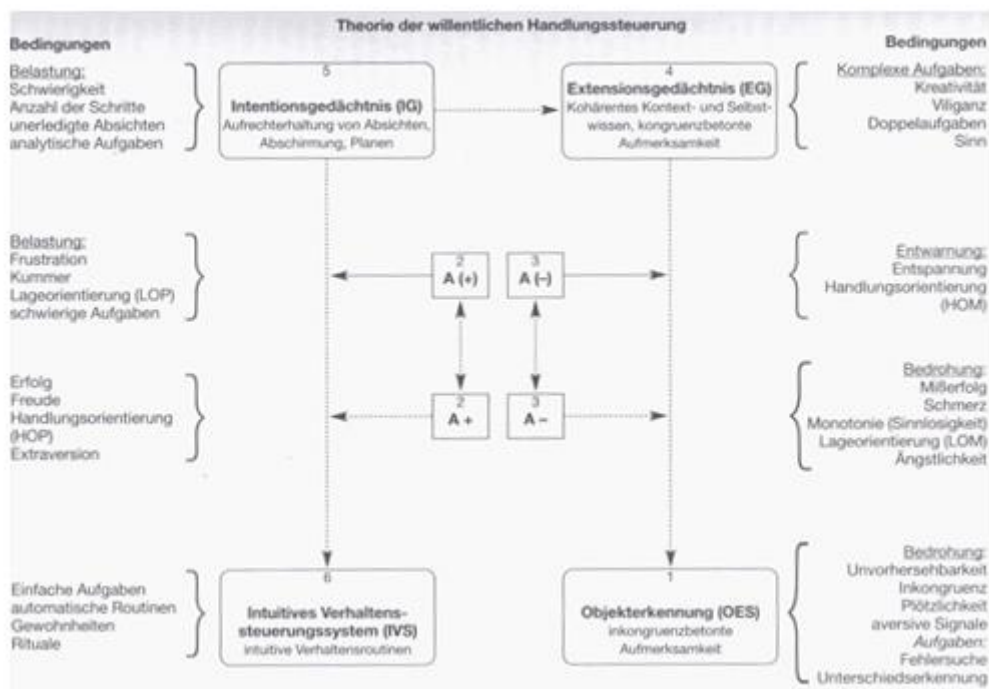 Theorie der willentlichen Handlungssteuerung
Bedingungen
Belastung:
Schwierigkeit
Anzahl der Schritte
unerledigte Absichten
analytische Aufgaben
5
Intentionsgedächtnis (IG)
Aufrechterhaltung von Absichten,
Abschirmung, Planen
4
Extensionsgedächtnis (EG)
Kohärentes Kontext- und Selbst-
wissen, kongruenzbetonte
Aufmerksamkeit
Bedingungen
Komplexe Aufgaben:
Kreativität
Viliganz
Doppelaufgaben
Sinn
Belastung:
Frustration
Kummer
Lageorientierung (LOP)
schwierige Aufgaben
2
A (+)
3
A (–)
Entwarnung:
Entspannung
Handlungsorientierung
(HOM)
Erfolg
Freude
Handlungsorientierung
(HOP)
Extraversion
2
A +
3
A –
Bedrohung:
Mißerfolg
Schmerz
Monotonie (Sinnlosigkeit)
Lageorientierung (LOM)
Ängstlichkeit
Einfache Aufgaben
automatische Routinen
Gewohnheiten
Rituale
6
Intuitives Verhaltens-
steuerungssystem (IVS)
intuitive Verhaltensroutinen
1
Objekterkennung (OES)
inkongruenzbetonte
Aufmerksamkeit
Bedrohung:
Unvorhersehbarkeit
Inkongruenz
Plötzlichkeit
aversive Signale
Aufgaben:
Fehlersuche
Unterschiedserkennung